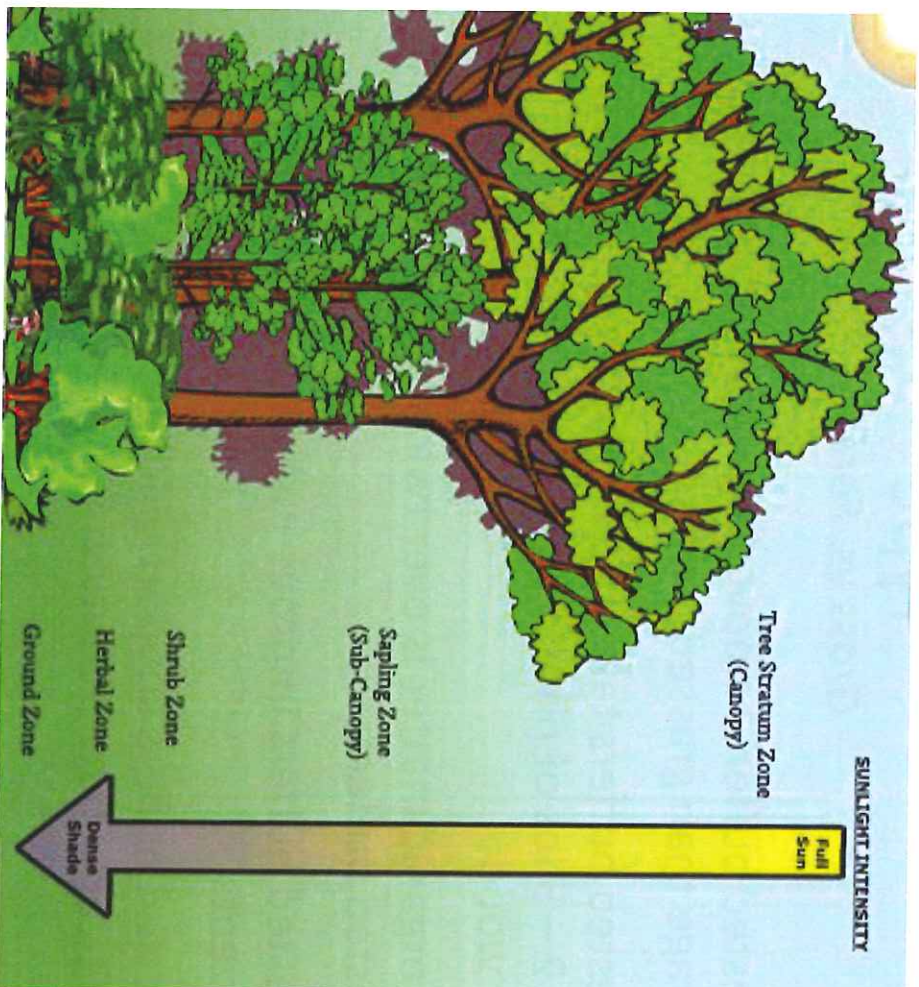 SUNLIGHT INTENSITY
Full
Sun
Tree Stratum Zone
(Canopy)
Sapling Zone
(Sub-Canopy)
Shrub Zone
Herbal Zone
Ground Zone
Dense
Shade